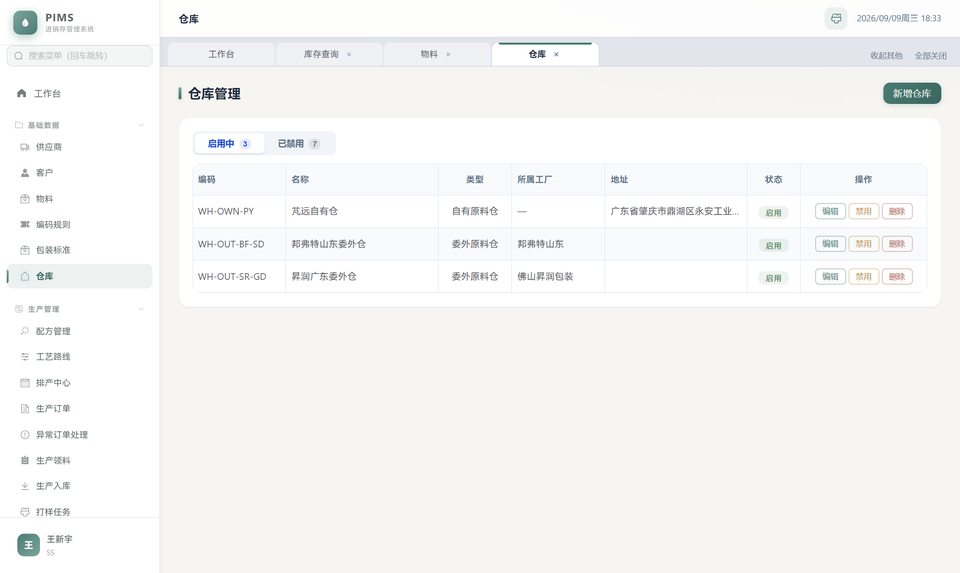 PIMS
进销存管理系统
搜索菜单 (回车跳转)
工作台
基础数据
供应商
客户
物料
编码规则
包装标准
仓库
生产管理
配方管理
工艺路线
排产中心
生产订单
异常订单处理
生产领料
生产入库
打样任务
王
王新宇
SS
仓库
2026/09/09周三 18:33
工作台
库存查询 ×
物料 ×
仓库 ×
收起其他 全部关闭
仓库管理
新增仓库
启用中 3
已禁用 7
编码 名称 类型 所属工厂 地址 状态 操作
WH-OWN-PY 芃远自有仓 自有原料仓 — 广东省肇庆市鼎湖区永安工业... 启用 编辑 禁用 删除
WH-OUT-BF-SD 邦弗特山东委外仓 委外原料仓 邦弗特山东 启用 编辑 禁用 删除
WH-OUT-SR-GD 昇润广东委外仓 委外原料仓 佛山昇润包装 启用 编辑 禁用 删除